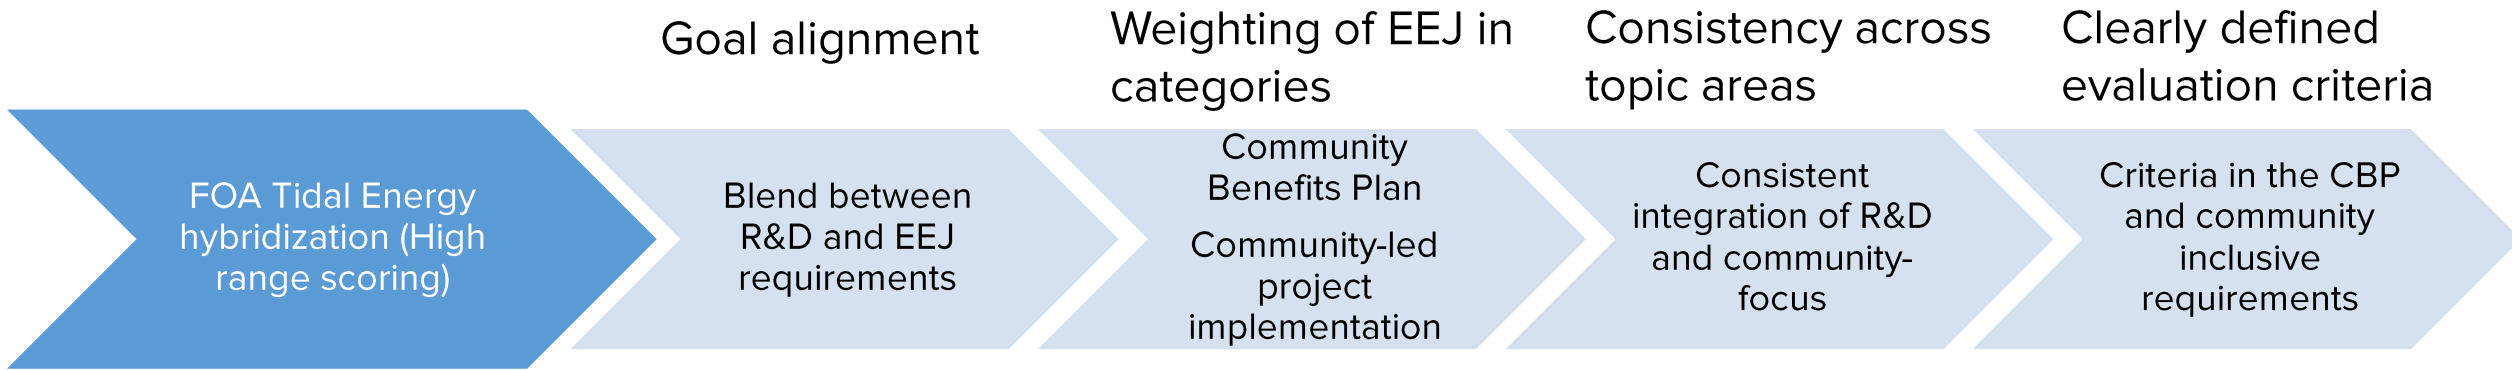 Goal alignment
Weighting of EEJ in
categories
Consistency across
topic areas
Clearly defined
evaluation criteria
FOA Tidal Energy
hybridization (High
range scoring)
Blend between
R&D and EEJ
requirements
Community
Benefits Plan
Community-led
project
implementation
Consistent
integration of R&D
and community-
focus
Criteria in the CBP
and community
inclusive
requirements